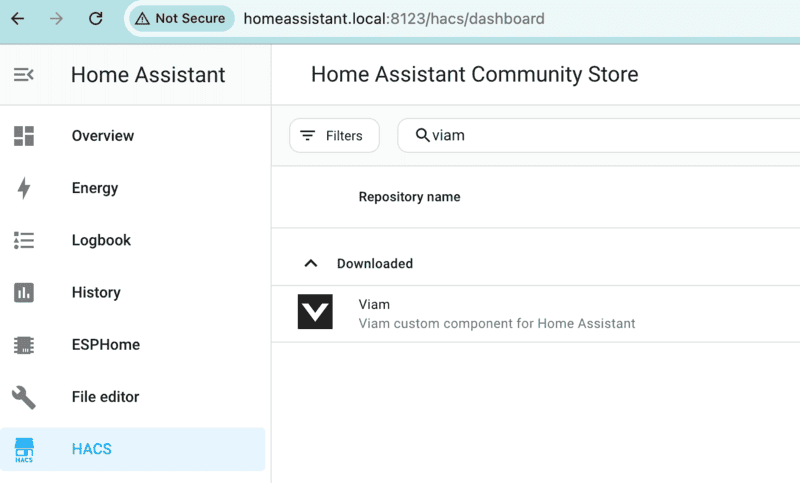 Not Secure homeassistant.local:8123/hacs/dashboard
Home Assistant
Home Assistant Community Store
Overview
Energy
Logbook
History
ESPHome
File editor
HACS
HACS
Filters
viam
Repository name
Downloaded
Viam
Viam custom component for Home Assistant